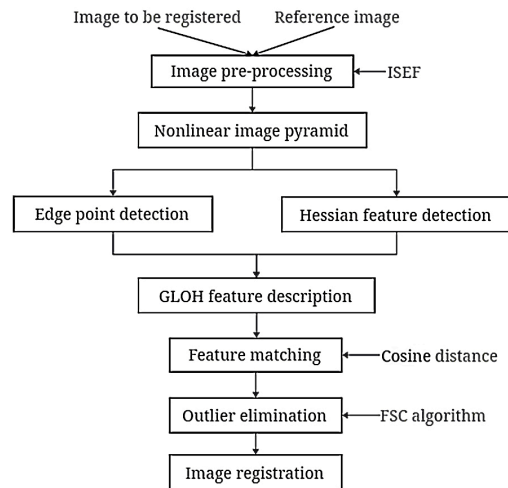 Image to be registered
Reference image
Image pre-processing
ISEF
Nonlinear image pyramid
Edge point detection
Hessian feature detection
GLOH feature description
Feature matching
Cosine distance
Outlier elimination
FSC algorithm
Image registration